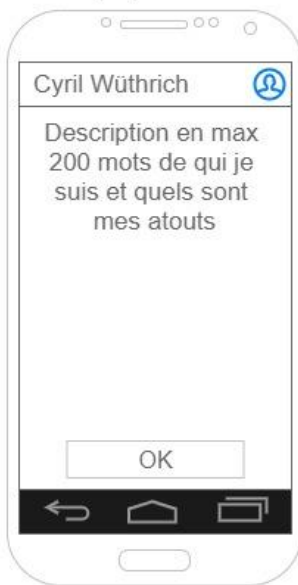 Cyril Wüthrich
Description en max
200 mots de qui je
suis et quels sont
mes atouts
OK